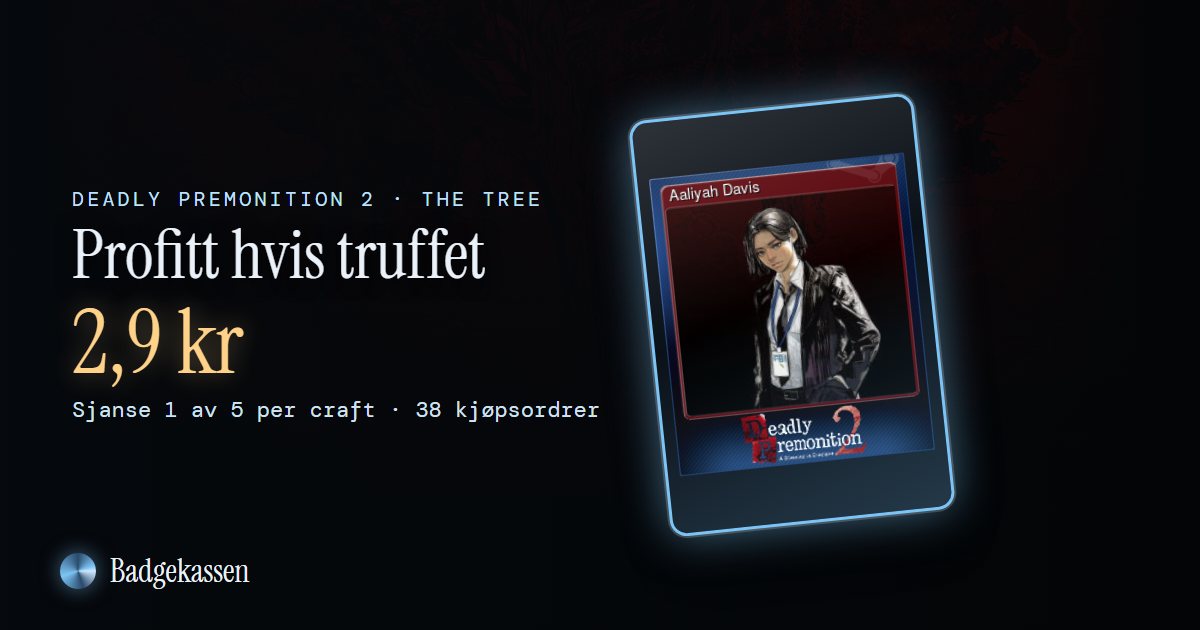 DEADLY PREMONITION 2 · THE TREE
Profitt hvis truffet
2,9 kr
Sjanse 1 av 5 per craft · 38 kjøpsordrer
Badgekassen
Aaliyah Davis
Deadly
Premonition 2